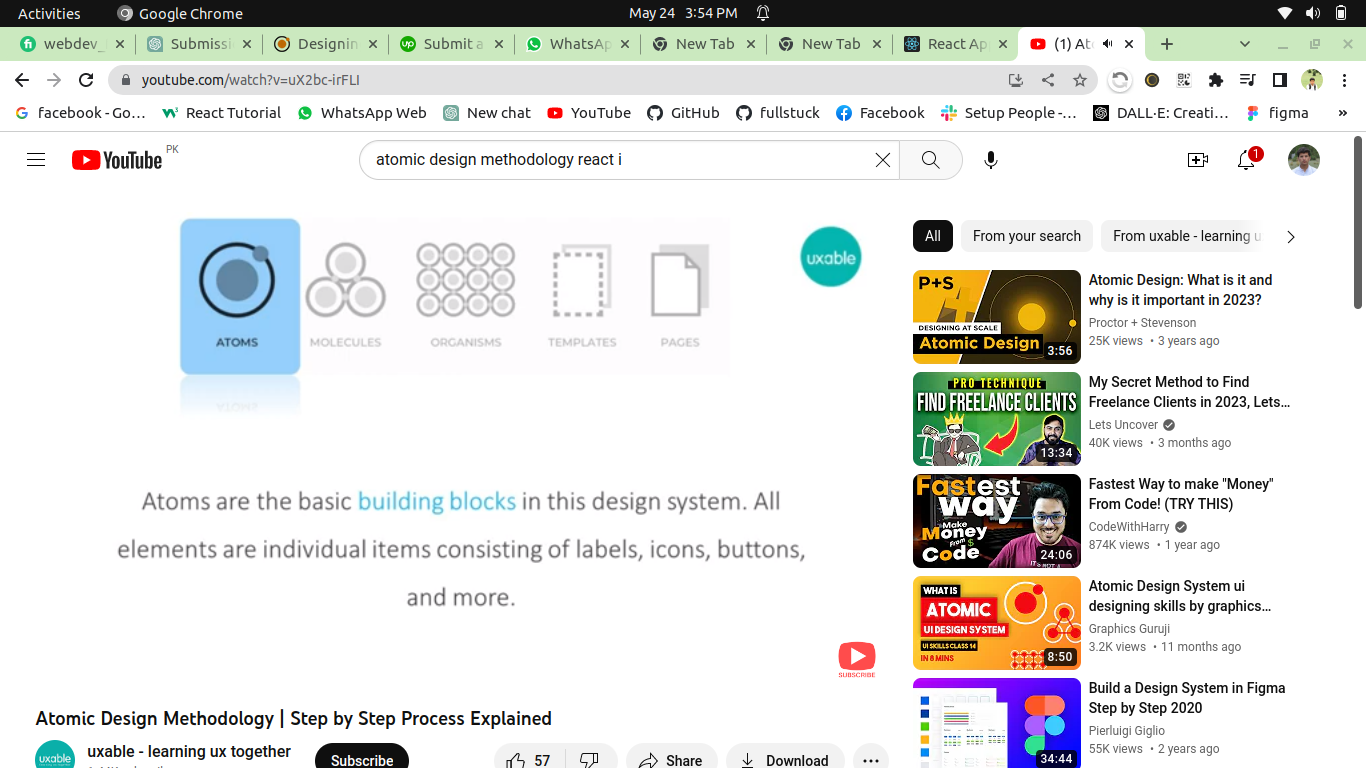 Activities
Google Chrome
May 24 3:54 PM
webdev_
Submissi
Designin
Submit a
WhatsAp
New Tab
New Tab
React Ap
(1) At
youtube.com/watch?v=uX2bc-irFLI
facebook - Go…
React Tutorial
WhatsApp Web
New chat
YouTube
GitHub
fullstuck
Facebook
Setup People -…
DALL·E: Creati…
figma
»
YouTube PK
atomic design methodology react i
1
ATOMS
MOLECULES
ORGANISMS
TEMPLATES
PAGES
uxable
Atoms are the basic building blocks in this design system. All
elements are individual items consisting of labels, icons, buttons,
and more.
SUBSCRIBE
Atomic Design Methodology | Step by Step Process Explained
uxable
uxable - learning ux together
Subscribe
57
Share
Download
All
From your search
From uxable - learning u
P+S
DESIGNING AT SCALE
Atomic Design
3:56
Atomic Design: What is it and
why is it important in 2023?
Proctor + Stevenson
25K views • 3 years ago
PRO TECHNIQUE
FIND FREELANCE CLIENTS
13:34
My Secret Method to Find
Freelance Clients in 2023, Lets…
Lets Uncover
40K views • 3 months ago
Fastest
way
Make
Money
From $
Code
24:06
Fastest Way to make "Money"
From Code! (TRY THIS)
CodeWithHarry
874K views • 1 year ago
WHAT IS
ATOMIC
UI DESIGN SYSTEM
UI SKILLS CLASS 14
IN 8 MINS
8:50
Atomic Design System ui
designing skills by graphics…
Graphics Guruji
3.2K views • 11 months ago
34:44
Build a Design System in Figma
Step by Step 2020
Pierluigi Giglio
55K views • 2 years ago